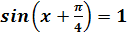 sin(x + π/4) = 1